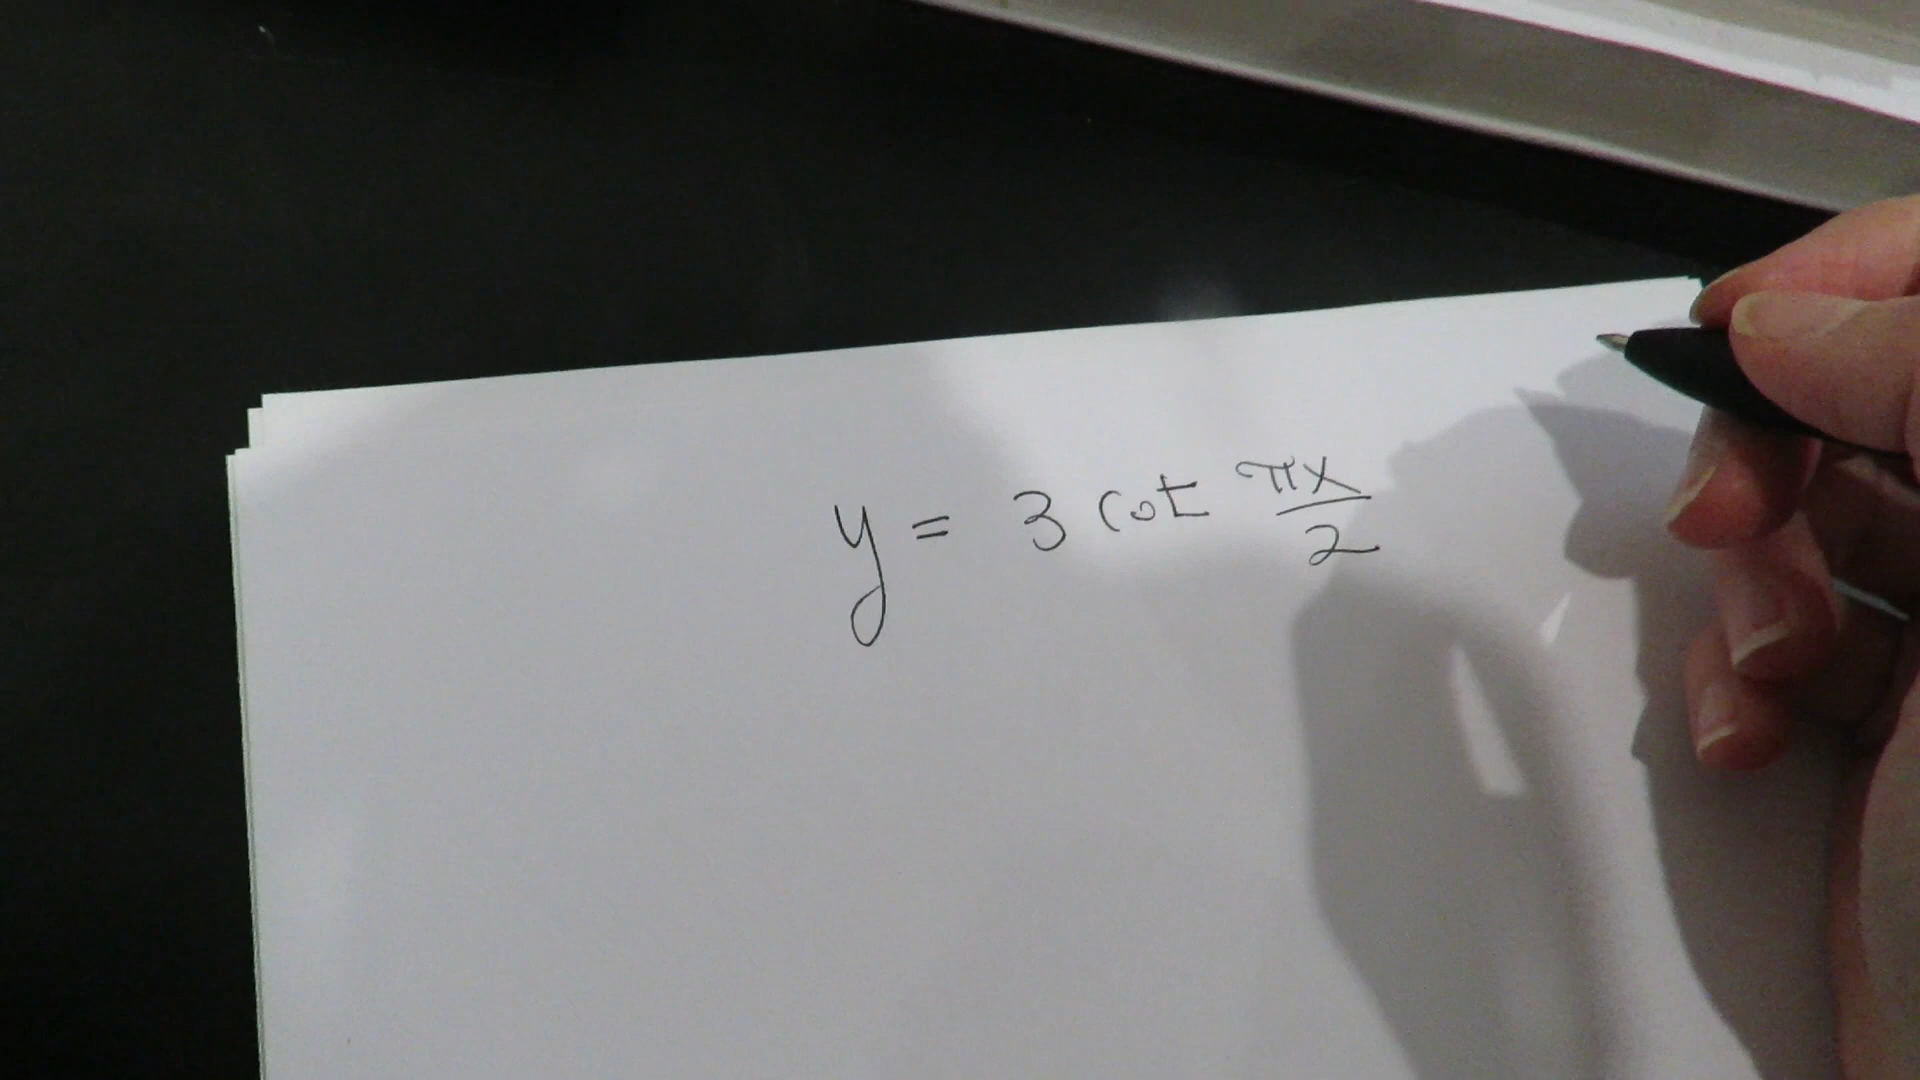 y = 3 cot πx/2